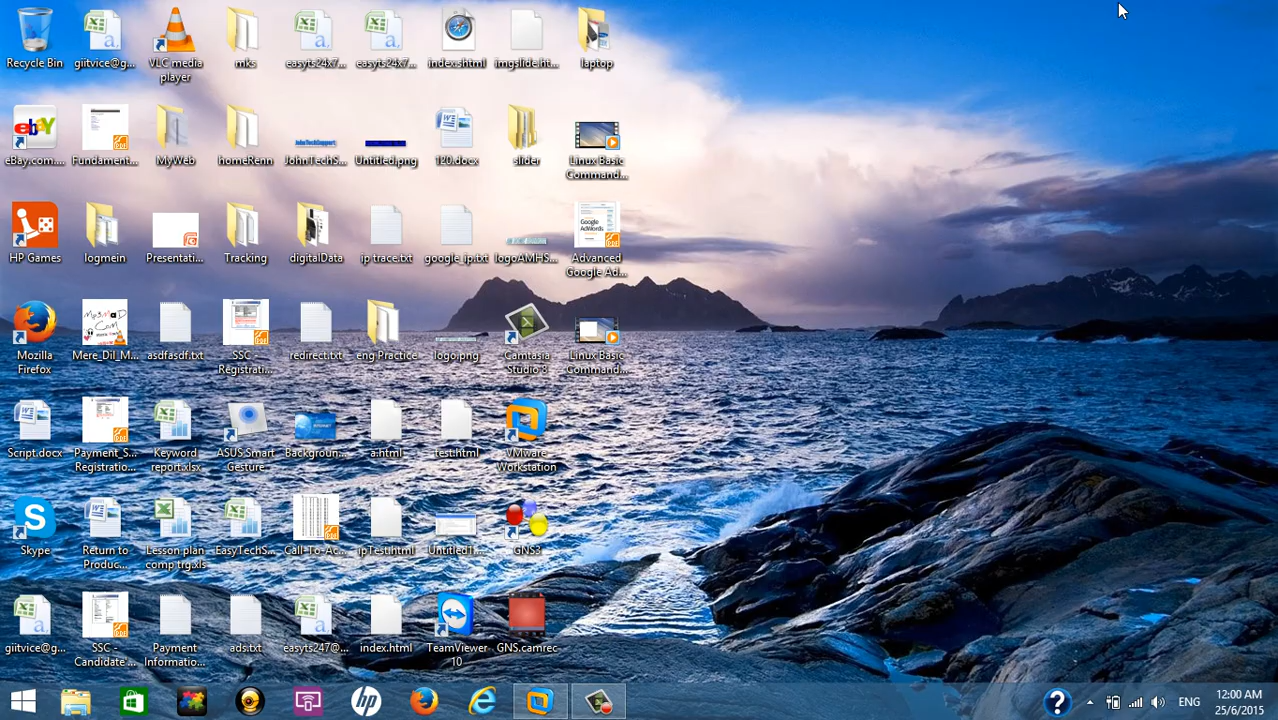 Recycle Bin
giitvice@g...
VLC media
player
mks
easyts24x7...
easyts24x7...
index.shtml
imgslide.ht...
laptop
eBay.com....
Fundament...
MyWeb
homeRenn
JohnTechS...
Untitled.png
120.docx
slider
Linux Basic
Command...
HP Games
logmein
Presentati...
Tracking
digitalData
ip trace.txt
google_ip.txt
logoAMHS...
Advanced
Google Ad...
Mozilla
Firefox
Mere_Dil_M...
asdfasdf.txt
SSC -
Registrati...
redirect.txt
eng Practice
logo.png
Camtasia
Studio 8
Linux Basic
Command...
Script.docx
Payment_S...
Registratio...
Keyword
report.xlsx
ASUS Smart
Gesture
Backgroun...
a.html
test.html
VMware
Workstation
Skype
Return to
Produc...
Lesson plan
comp trg.xls
EasyTechS...
Call-To-Ac...
ipTest.html
Untitled1....
GNS3
giitvice@g...
SSC -
Candidate ...
Payment
Informatio...
ads.txt
easyts247@...
index.html
TeamViewer
10
GNS.camrec
ENG
12:00 AM
25/6/2015